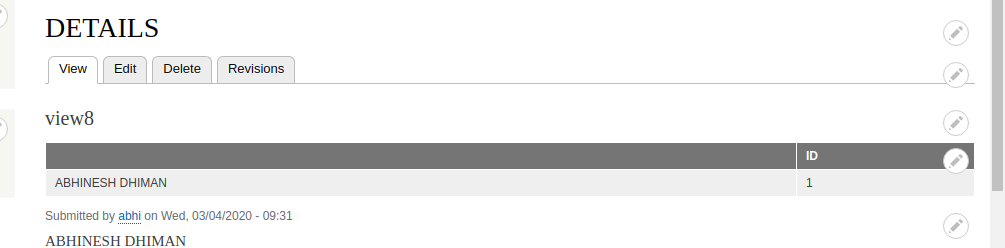 DETAILS
View Edit Delete Revisions
view8
ID
ABHINESH DHIMAN 1
Submitted by abhi on Wed, 03/04/2020 - 09:31
ABHINESH DHIMAN